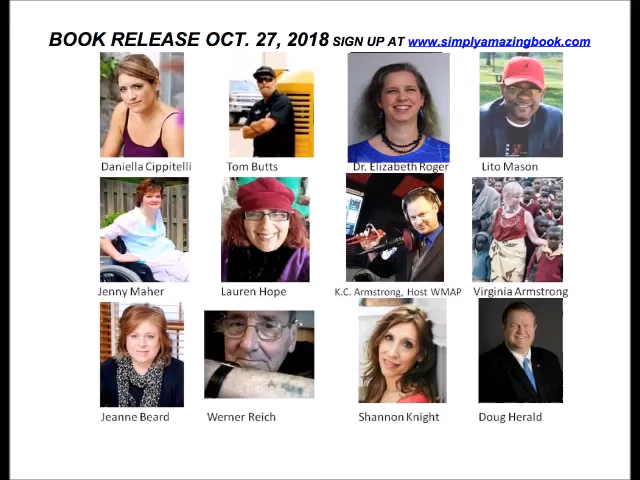 BOOK RELEASE OCT. 27, 2018 SIGN UP AT www.simplyamazingbook.com
Daniella Cippitelli Tom Butts Dr. Elizabeth Roger Lito Mason
Jenny Maher Lauren Hope K.C. Armstrong, Host WMAP Virginia Armstrong
Jeanne Beard Werner Reich Shannon Knight Doug Herald